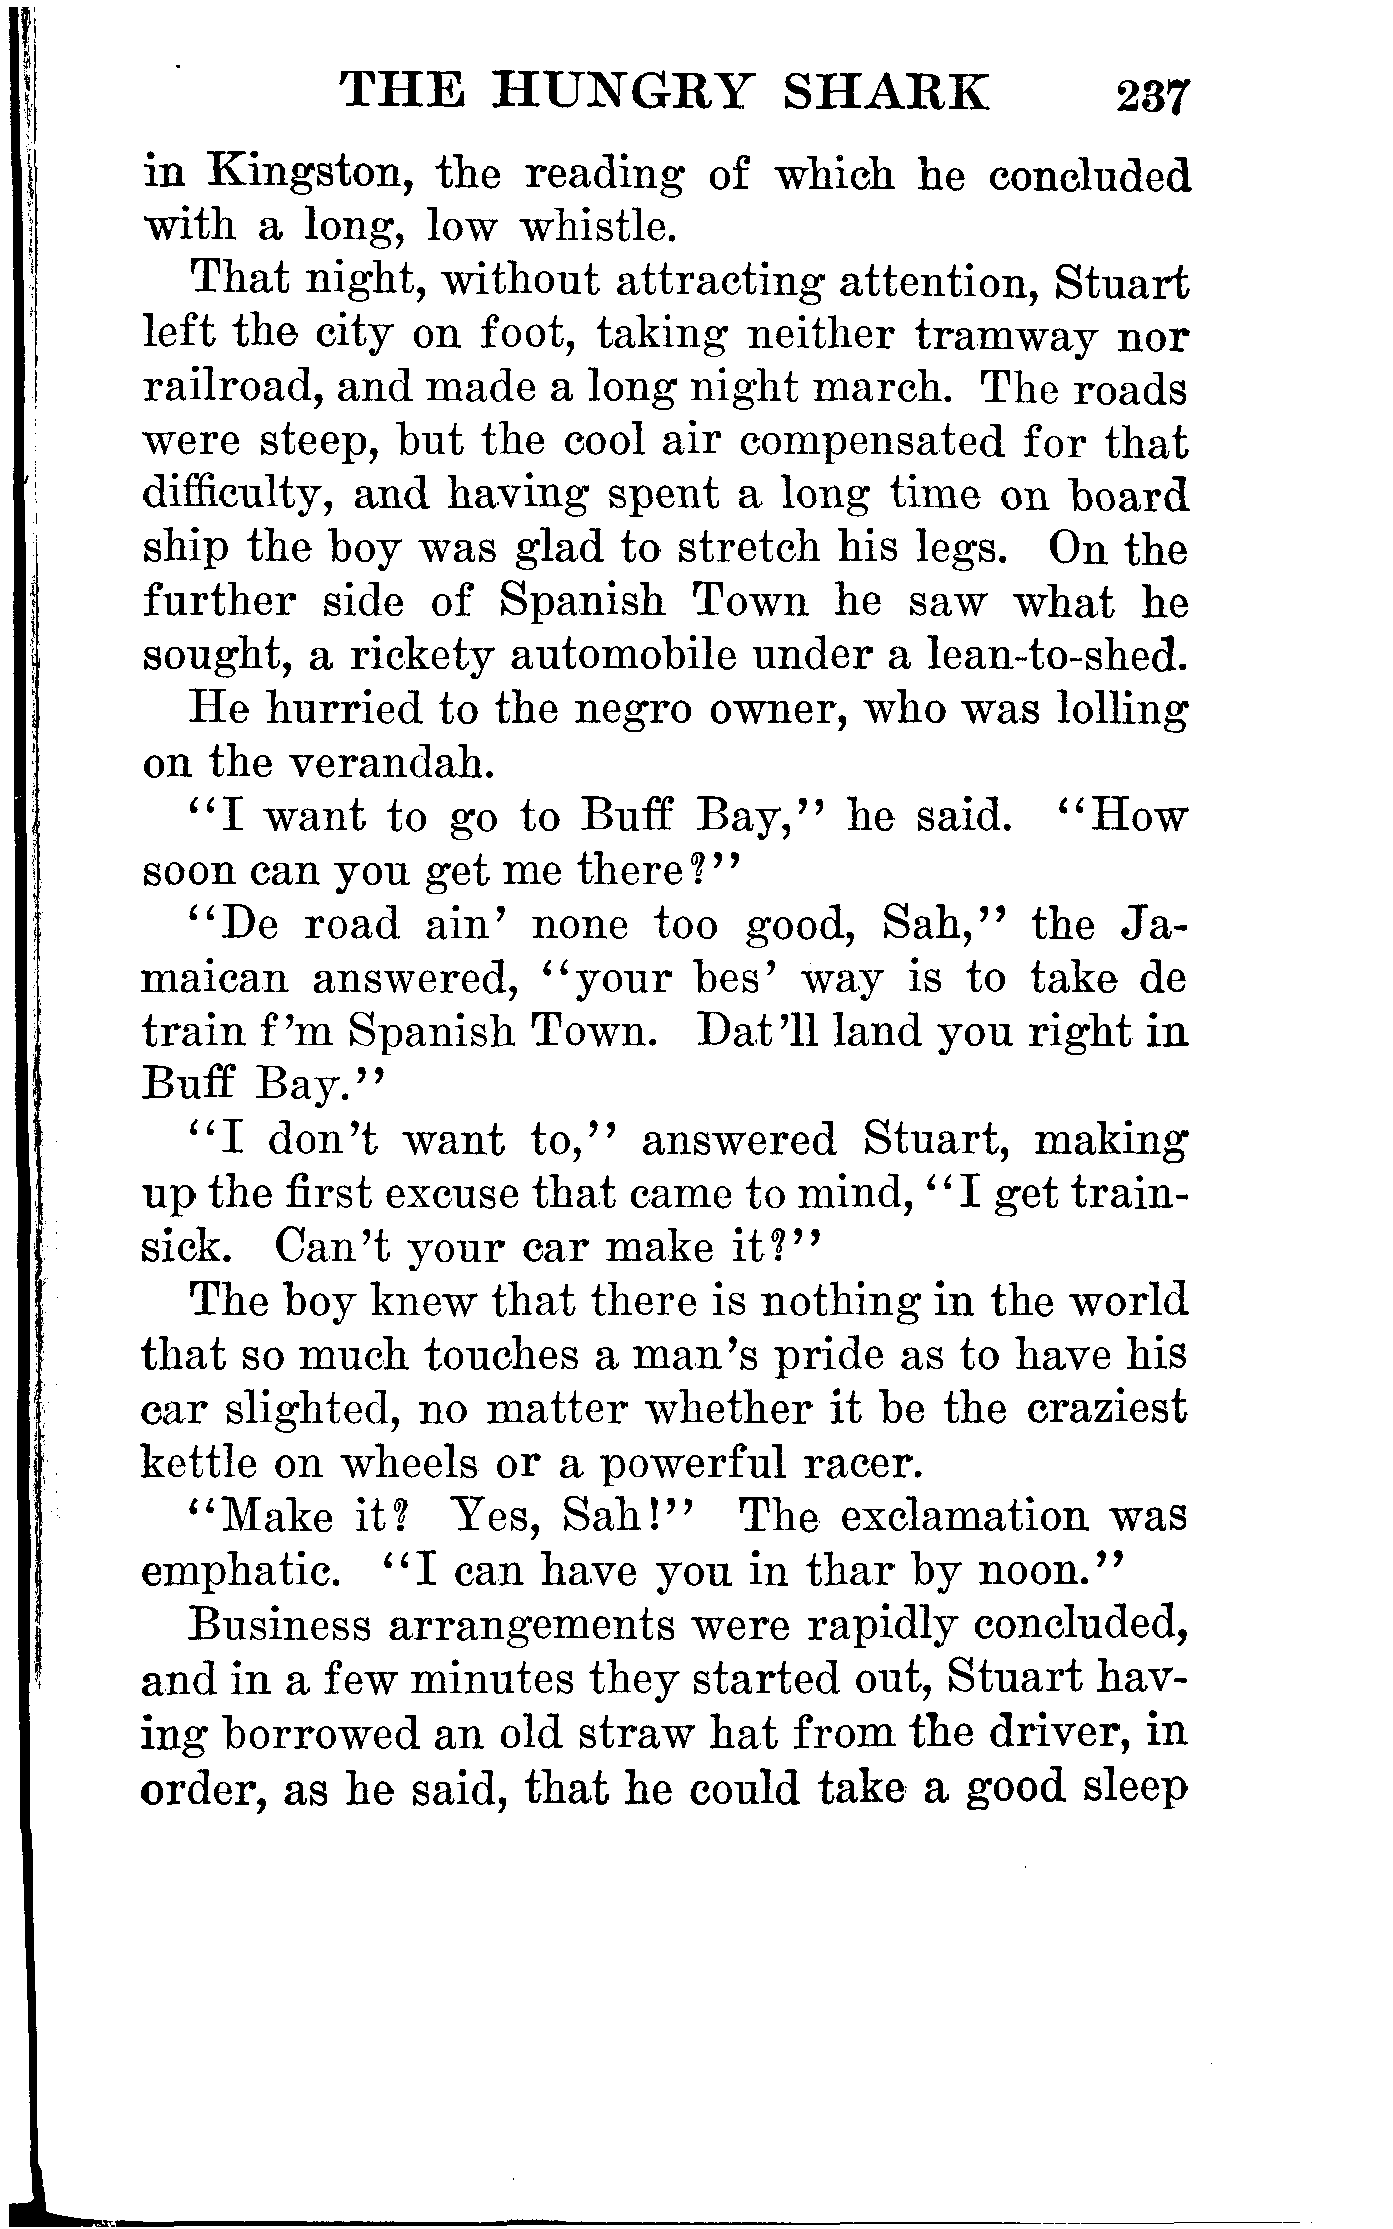 THE HUNGRY SHARK 237
in Kingston, the reading of which he concluded
with a long, low whistle.
That night, without attracting attention, Stuart
left the city on foot, taking neither tramway nor
railroad, and made a long night march. The roads
were steep, but the cool air compensated for that
difficulty, and having spent a long time on board
ship the boy was glad to stretch his legs. On the
further side of Spanish Town he saw what he
sought, a rickety automobile under a lean-to-shed.
He hurried to the negro owner, who was lolling
on the verandah.
"I want to go to Buff Bay," he said. "How
soon can you get me there?"
"De road ain' none too good, Sah," the Ja-
maican answered, "your bes' way is to take de
train f'm Spanish Town. Dat'll land you right in
Buff Bay."
"I don't want to," answered Stuart, making
up the first excuse that came to mind, "I get train-
sick. Can't your car make it?"
The boy knew that there is nothing in the world
that so much touches a man's pride as to have his
car slighted, no matter whether it be the craziest
kettle on wheels or a powerful racer.
"Make it? Yes, Sah!" The exclamation was
emphatic. "I can have you in thar by noon."
Business arrangements were rapidly concluded,
and in a few minutes they started out, Stuart hav-
ing borrowed an old straw hat from the driver, in
order, as he said, that he could take a good sleep